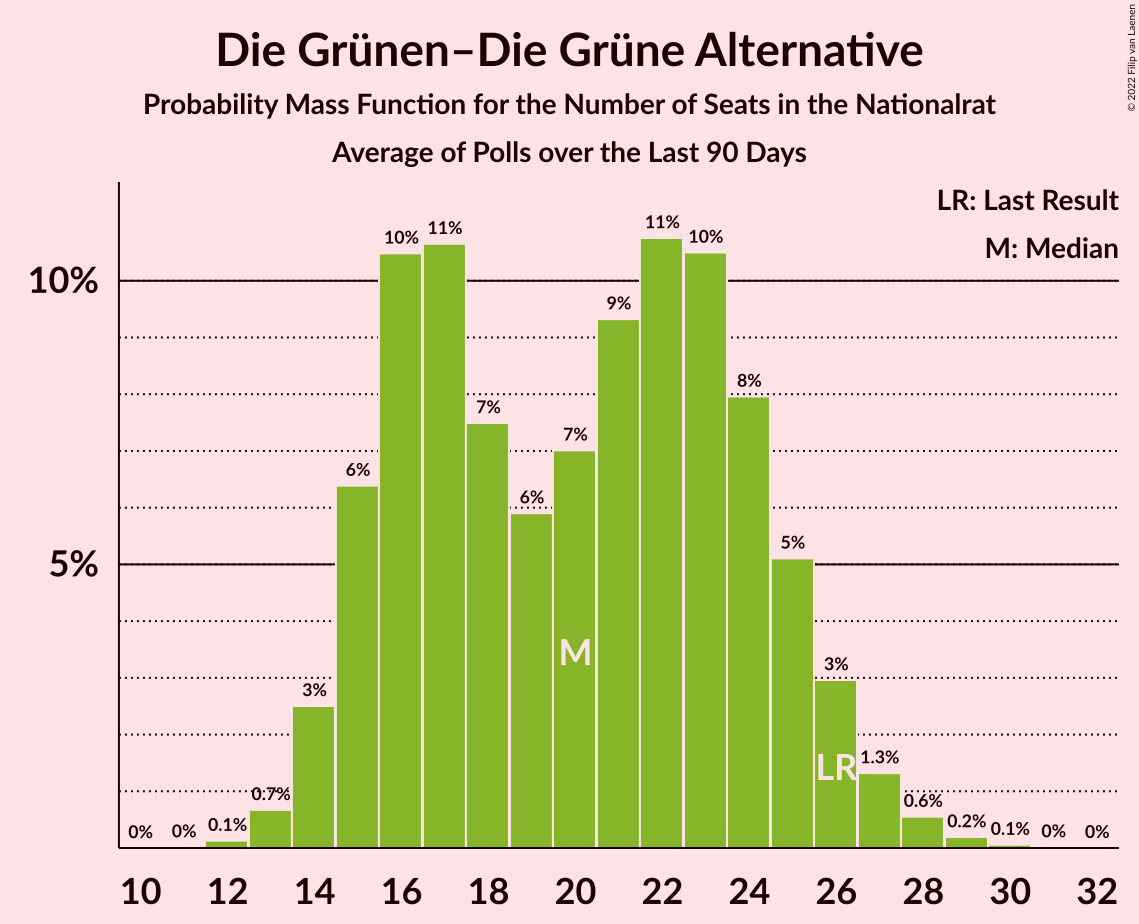 Die Grünen–Die Grüne Alternative
Probability Mass Function for the Number of Seats in the Nationalrat
Average of Polls over the Last 90 Days
© 2022 Filip van Laenen
LR: Last Result
M: Median
10%
5%
0%
0%
0.1%
0.7%
3%
6%
10%
11%
7%
6%
7%
9%
11%
10%
8%
5%
3%
1.3%
0.6%
0.2%
0.1%
0%
0%
M
LR
10 12 14 16 18 20 22 24 26 28 30 32